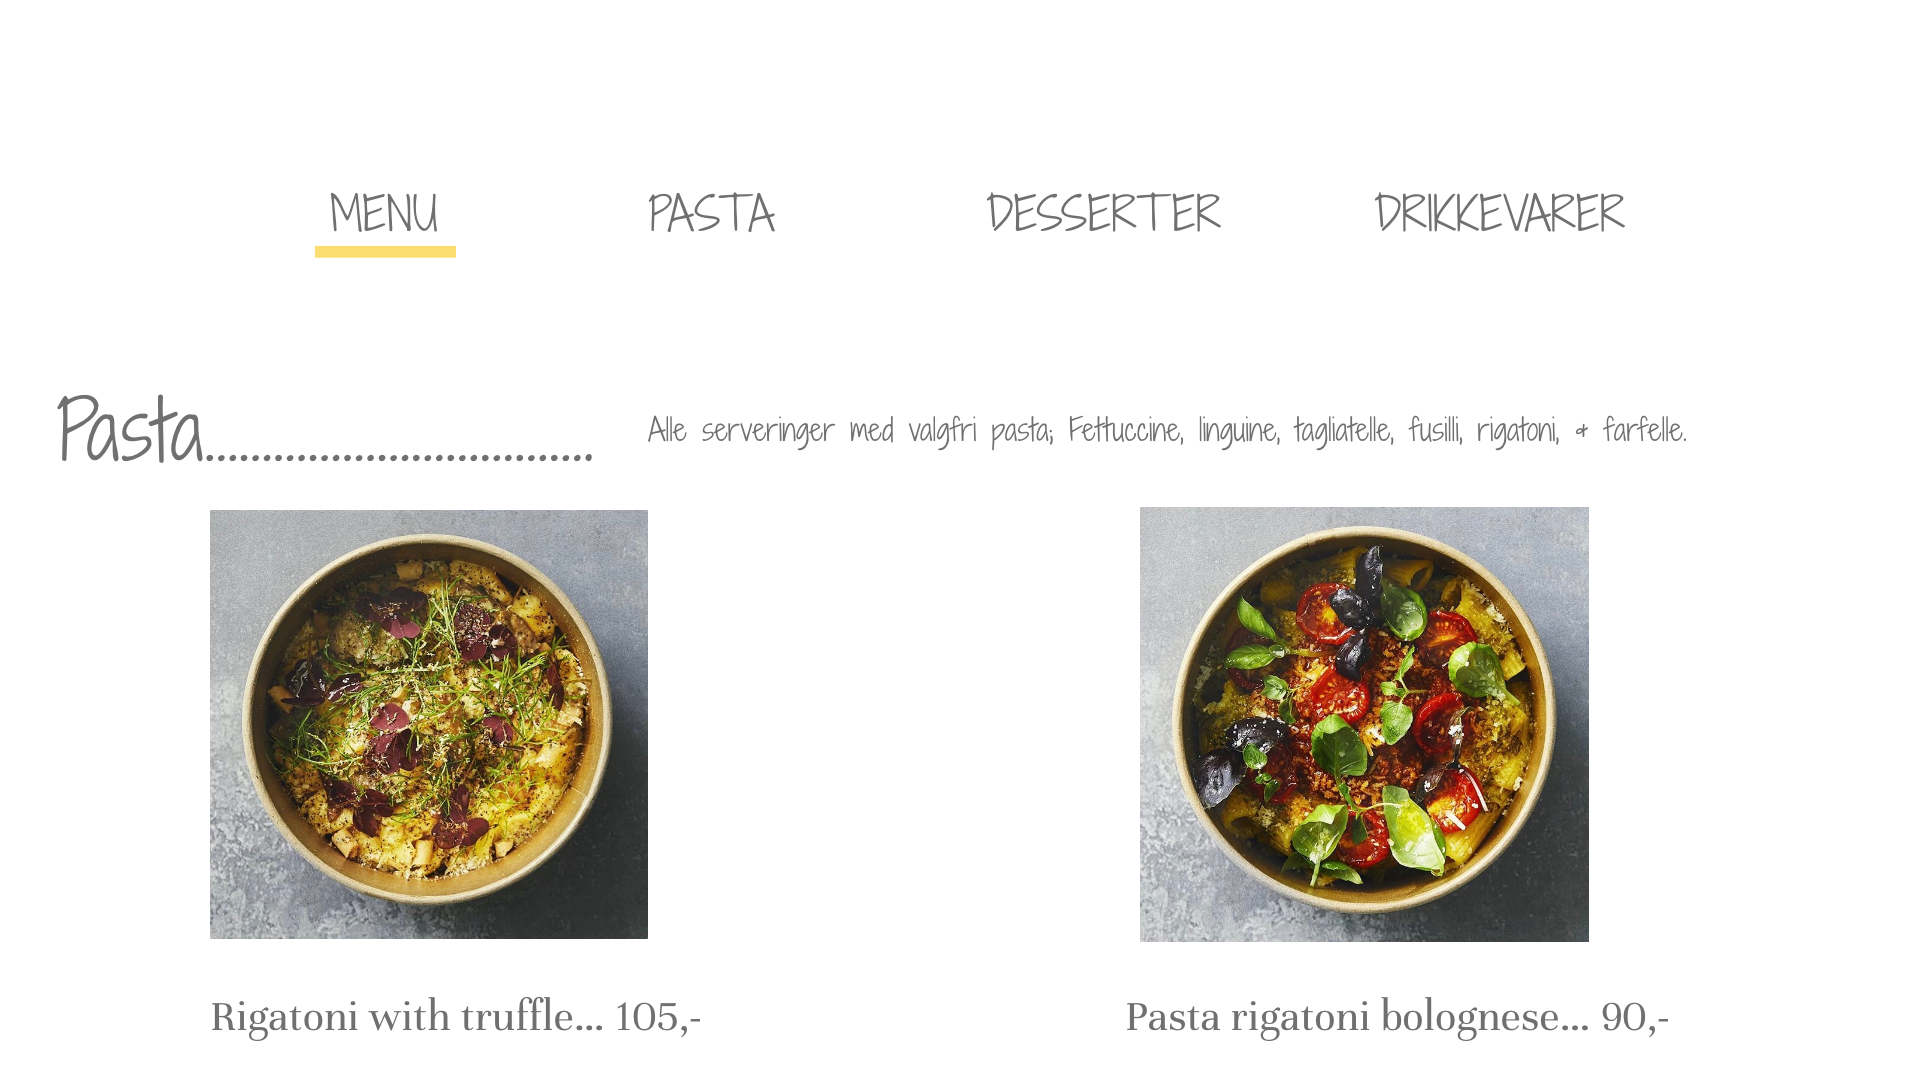 MENU PASTA DESSERTER DRIKKEVARER
Pasta.................................. Alle serveringer med valgfri pasta; Fettuccine, linguine, tagliatelle, fusilli, rigatoni, & farfelle.
Rigatoni with truffle... 105,-
Pasta rigatoni bolognese... 90,-